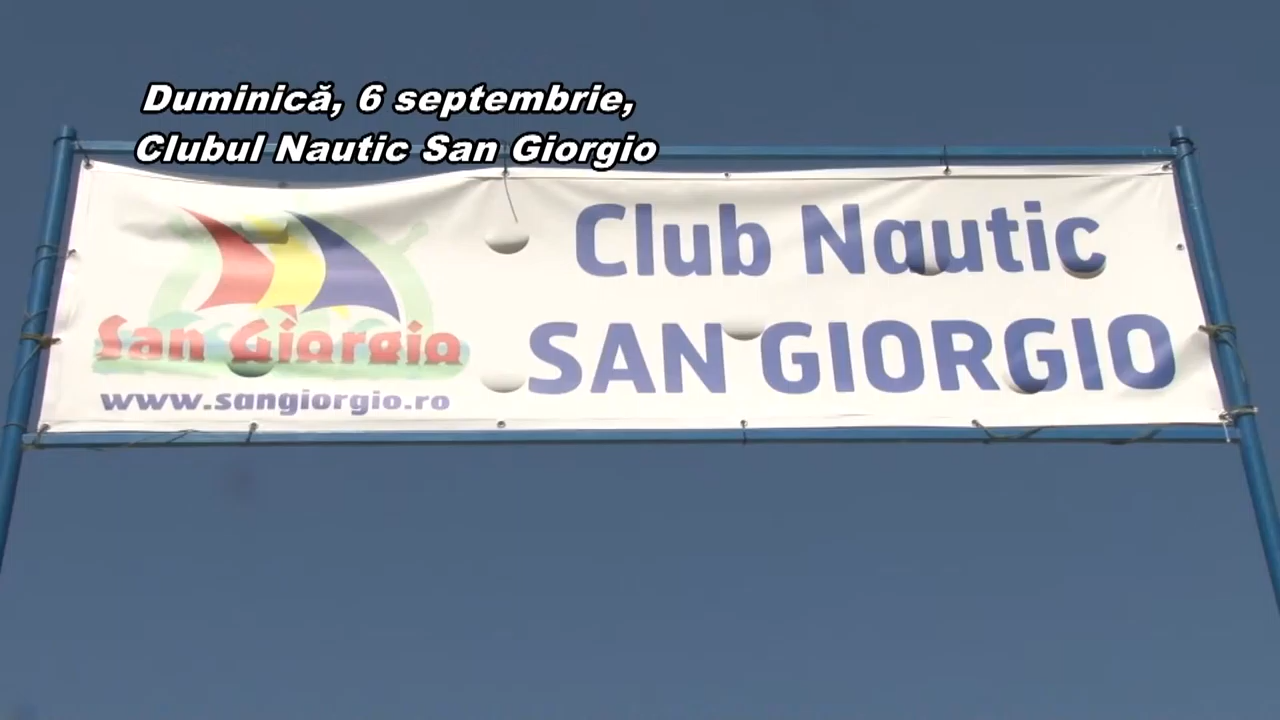 Duminică, 6 septembrie,
Clubul Nautic San Giorgio
San Giorgio
www.sangiorgio.ro
Club Nautic
SAN GIORGIO